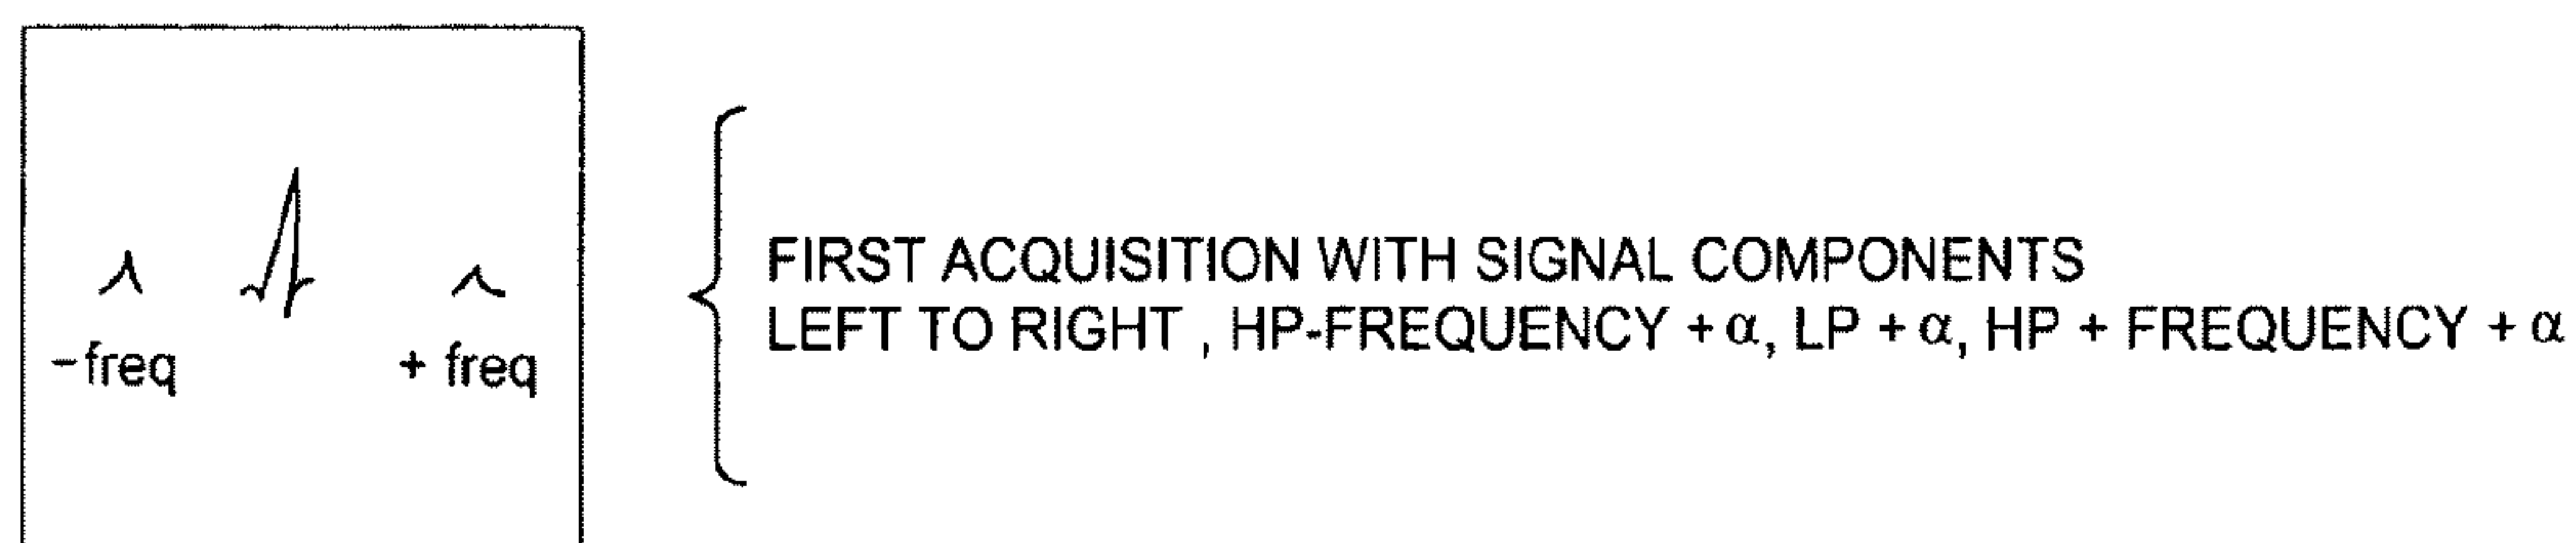 -freq
+ freq
FIRST ACQUISITION WITH SIGNAL COMPONENTS
LEFT TO RIGHT , HP-FREQUENCY +α, LP +α, HP + FREQUENCY +α